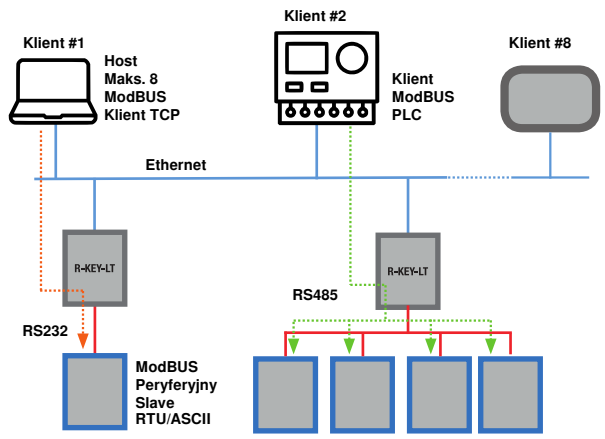 Klient #1
Klient #2
Klient #8
Host
Maks. 8
ModBUS
Klient TCP
Klient
ModBUS
PLC
Ethernet
R-KEY-LT
R-KEY-LT
RS232
RS485
ModBUS
Peryferyjny
Slave
RTU/ASCII